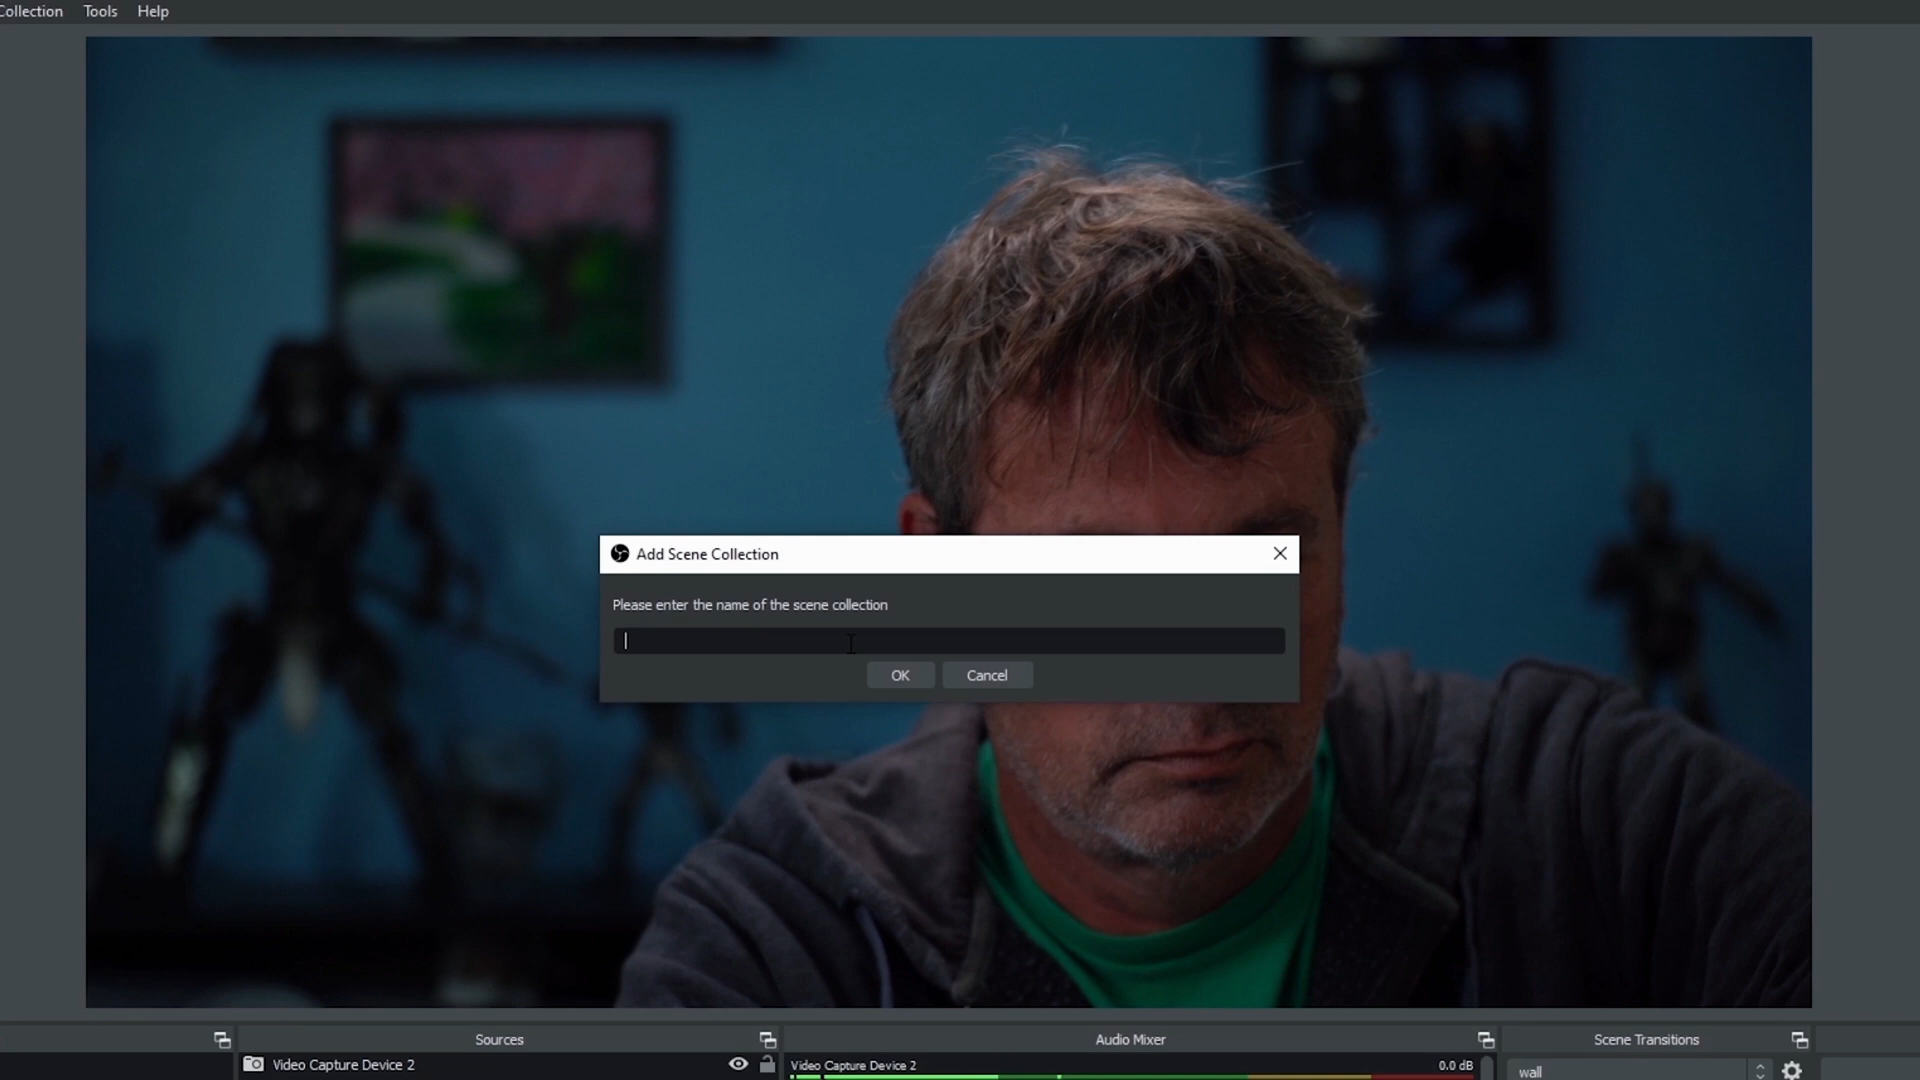 Collection Tools Help
Add Scene Collection
Please enter the name of the scene collection
OK Cancel
Sources Audio Mixer Scene Transitions
Video Capture Device 2
Video Capture Device 2 0.0 dB
wall